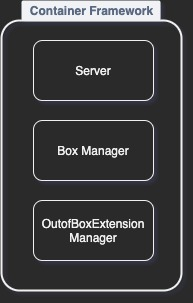 Container Framework
Server
Box Manager
OutofBoxExtension
Manager